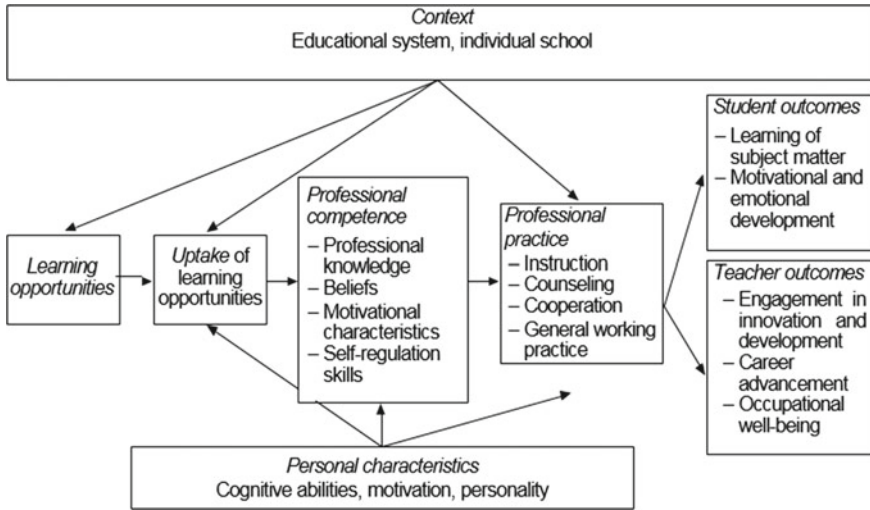 Context
Educational system, individual school
Learning
opportunities
Uptake of
learning
opportunities
Professional
competence
– Professional
knowledge
– Beliefs
– Motivational
characteristics
– Self-regulation
skills
Professional
practice
– Instruction
– Counseling
– Cooperation
– General working
practice
Student outcomes
– Learning of
subject matter
– Motivational and
emotional
development
Teacher outcomes
– Engagement in
innovation and
development
– Career
advancement
– Occupational
well-being
Personal characteristics
Cognitive abilities, motivation, personality